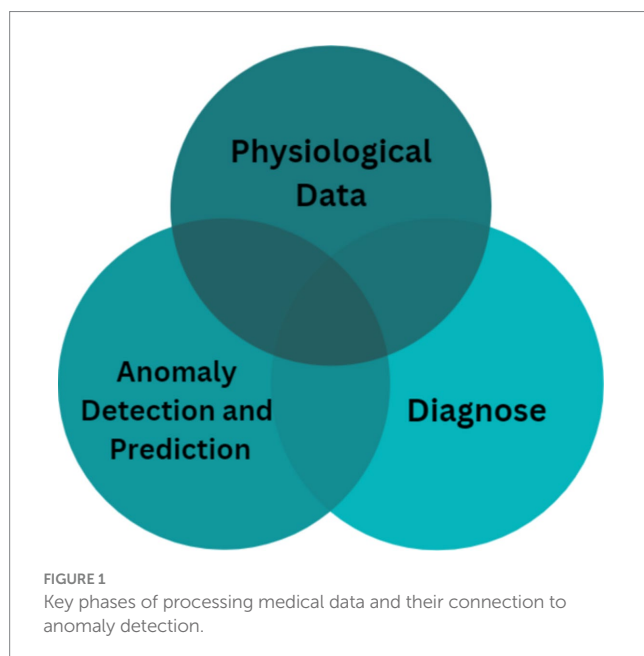 Physiological
Data
Anomaly
Detection and
Prediction
Diagnose
FIGURE 1
Key phases of processing medical data and their connection to
anomaly detection.